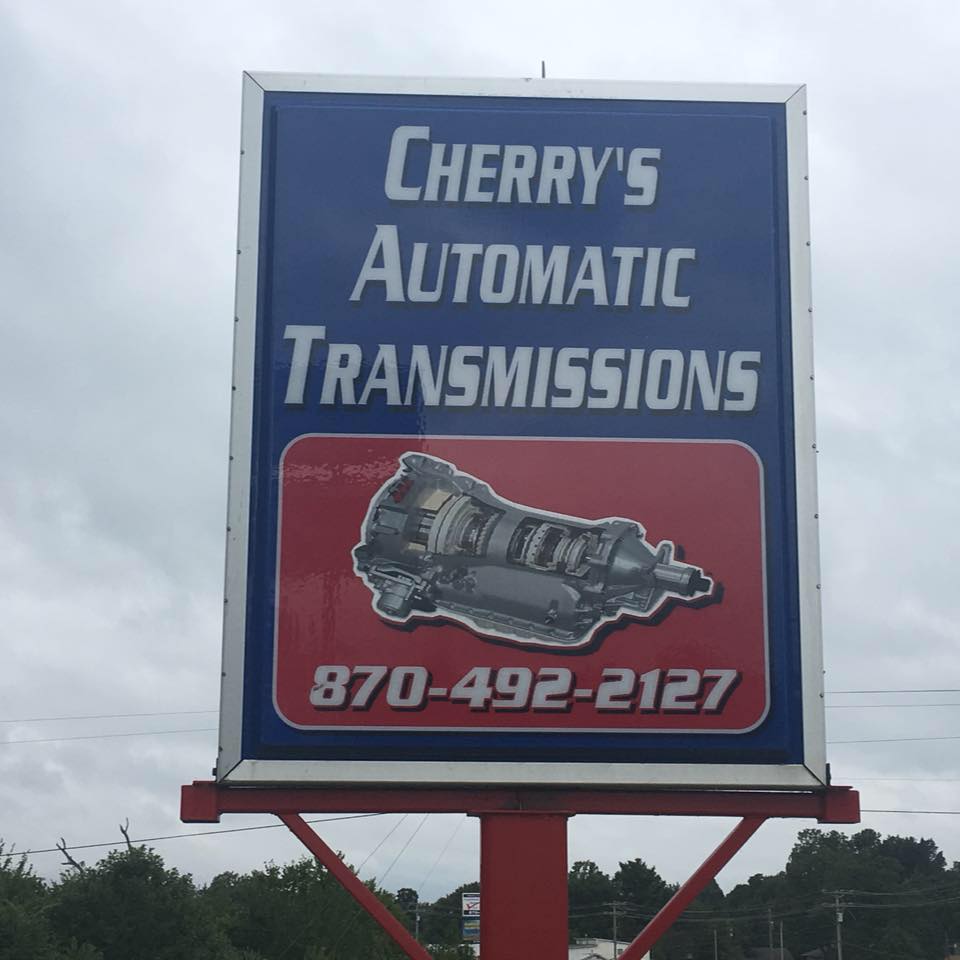 CHERRY'S
AUTOMATIC
TRANSMISSIONS
870-492-2127